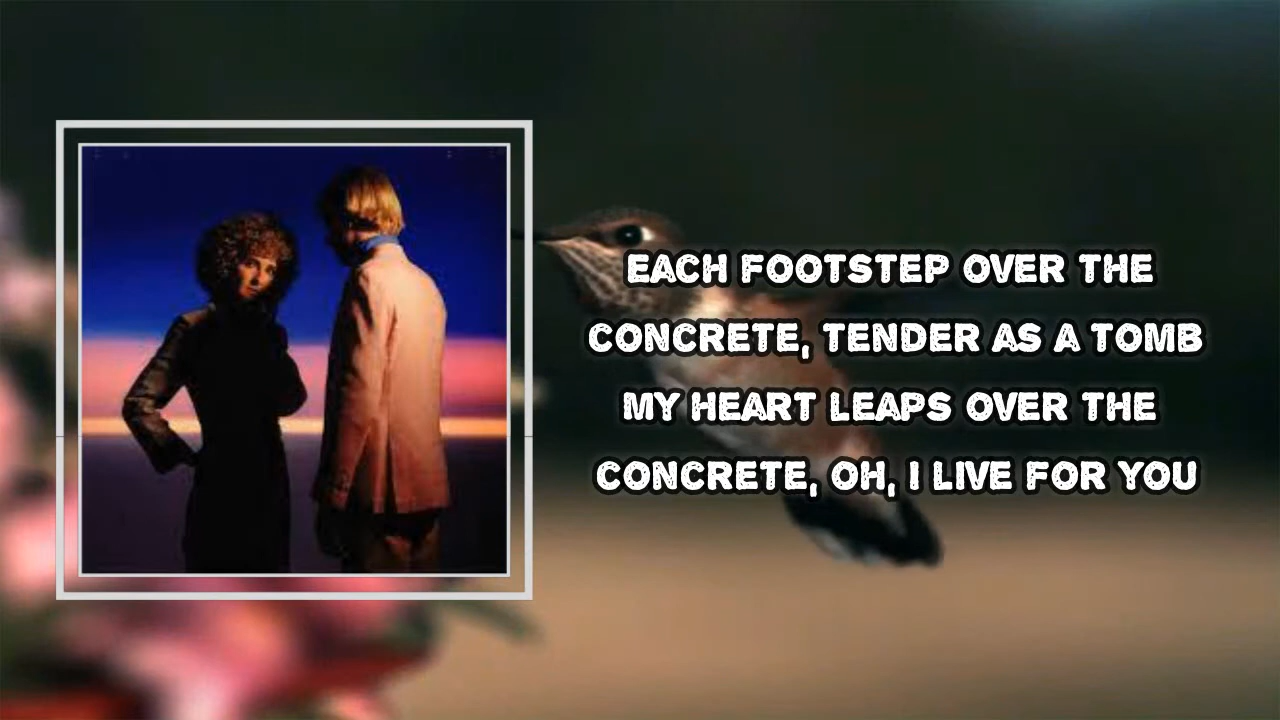 EACH FOOTSTEP OVER THE
CONCRETE, TENDER AS A TOMB
MY HEART LEAPS OVER THE
CONCRETE, OH, I LIVE FOR YOU